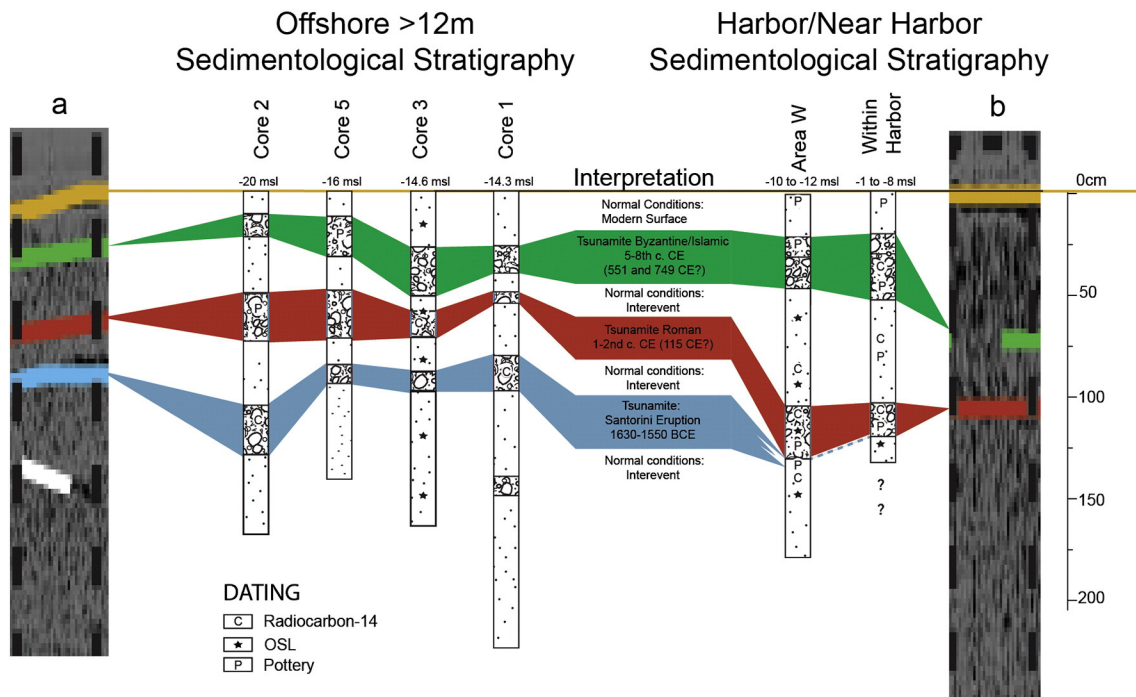 Offshore >12m
Sedimentological Stratigraphy
Harbor/Near Harbor
Sedimentological Stratigraphy
a
Core 2
Core 5
Core 3
Core 1
Area W
Within
Harbor
b
-20 msl
-16 msl
-14.6 msl
-14.3 msl
Interpretation
-10 to -12 msl
-1 to -8 msl
0cm
50
100
150
200
Normal Conditions:
Modern Surface
Tsunamite Byzantine/Islamic
5-8th c. CE
(551 and 749 CE?)
Normal conditions:
Interevent
Tsunamite Roman
1-2nd c. CE (115 CE?)
Normal conditions:
Interevent
Tsunamite:
Santorini Eruption
1630-1550 BCE
Normal conditions:
Interevent
P
C
P
C
C
C
C
P
P
C
C
P
P
C
P
C
C
P
C
P
?
?
DATING
C Radiocarbon-14
★ OSL
P Pottery